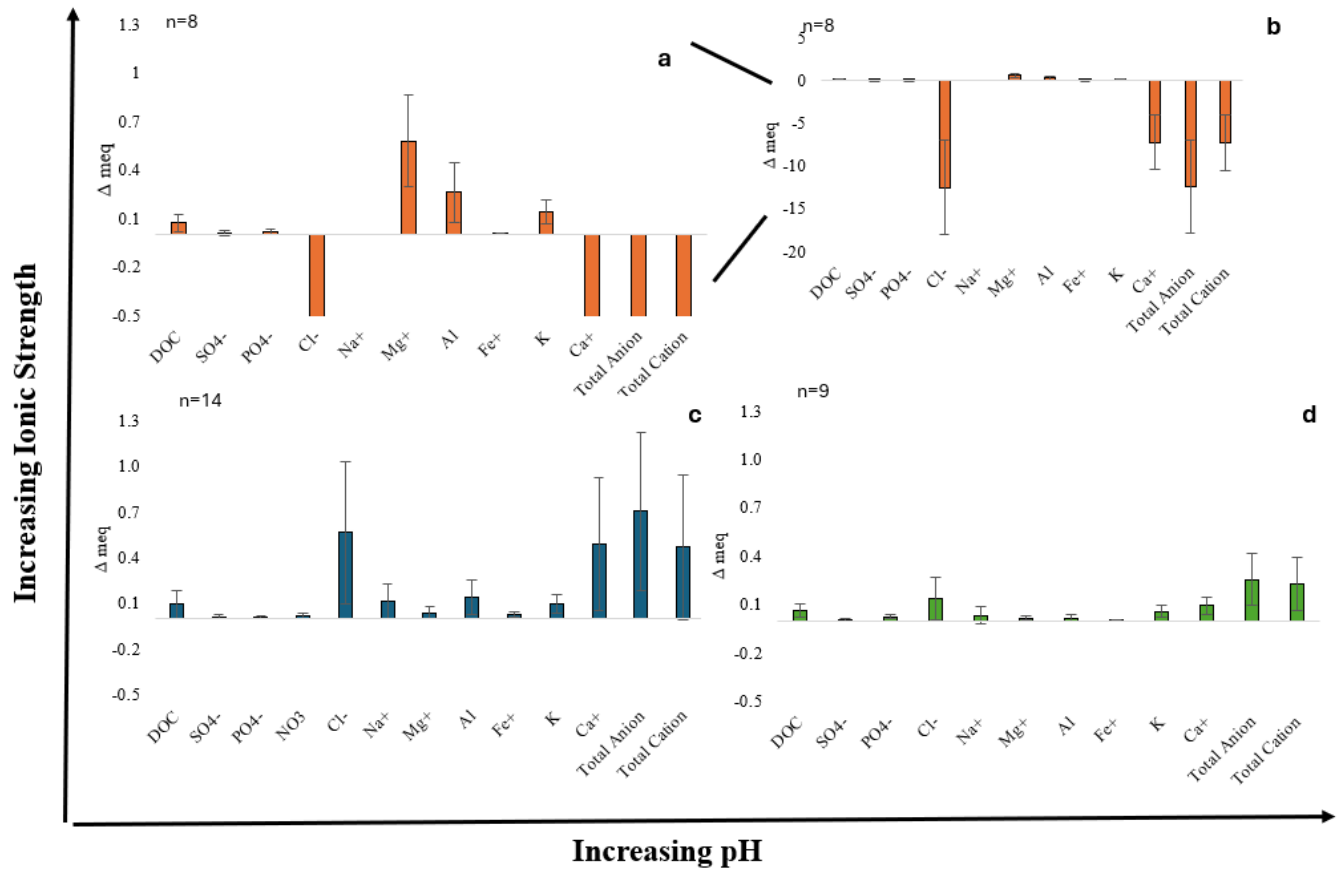 n=8
a
1.3
1
0.7
0.4
0.1
-0.2
-0.5
Δ meq
DOC
SO4-
PO4-
Cl-
Na+
Mg+
Al
Fe+
K
Ca+
Total Anion
Total Cation
n=8
b
5
0
-5
-10
-15
-20
Δ meq
DOC
SO4-
PO4-
Cl-
Na+
Mg+
Al
Fe+
K
Ca+
Total Anion
Total Cation
n=14
c
1.3
1.0
0.7
0.4
0.1
-0.2
-0.5
Δ meq
DOC
SO4-
PO4-
NO3
Cl-
Na+
Mg+
Al
Fe+
K
Ca+
Total Anion
Total Cation
n=9
d
1.3
1.0
0.7
0.4
0.1
-0.2
-0.5
Δ meq
DOC
SO4-
PO4-
Cl-
Na+
Mg+
Al
Fe+
K
Ca+
Total Anion
Total Cation
Increasing Ionic Strength
Increasing pH